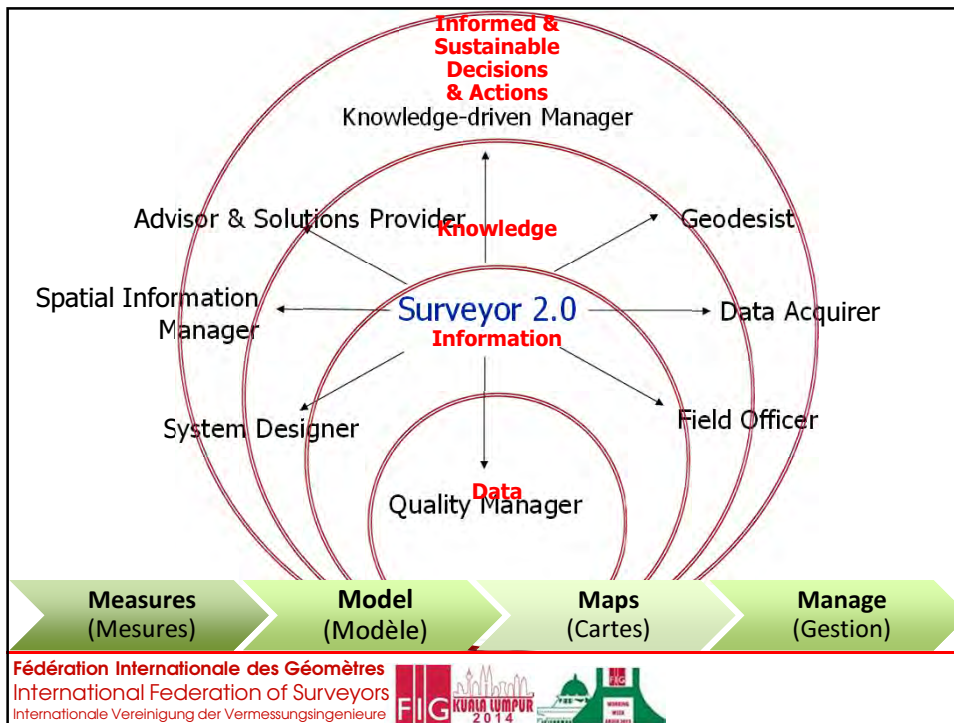 Informed &
Sustainable
Decisions
& Actions
Knowledge-driven Manager
Advisor & Solutions Provider
Knowledge
Geodesist
Spatial Information
Manager
Surveyor 2.0
Information
Data Acquirer
System Designer
Field Officer
Data
Quality Manager
Measures
(Mesures)
Model
(Modèle)
Maps
(Cartes)
Manage
(Gestion)
Fédération Internationale des Géomètres
International Federation of Surveyors
Internationale Vereinigung der Vermessungsingenieure
FIG
KUALA LUMPUR
2014
FIG
WORKING
WEEK